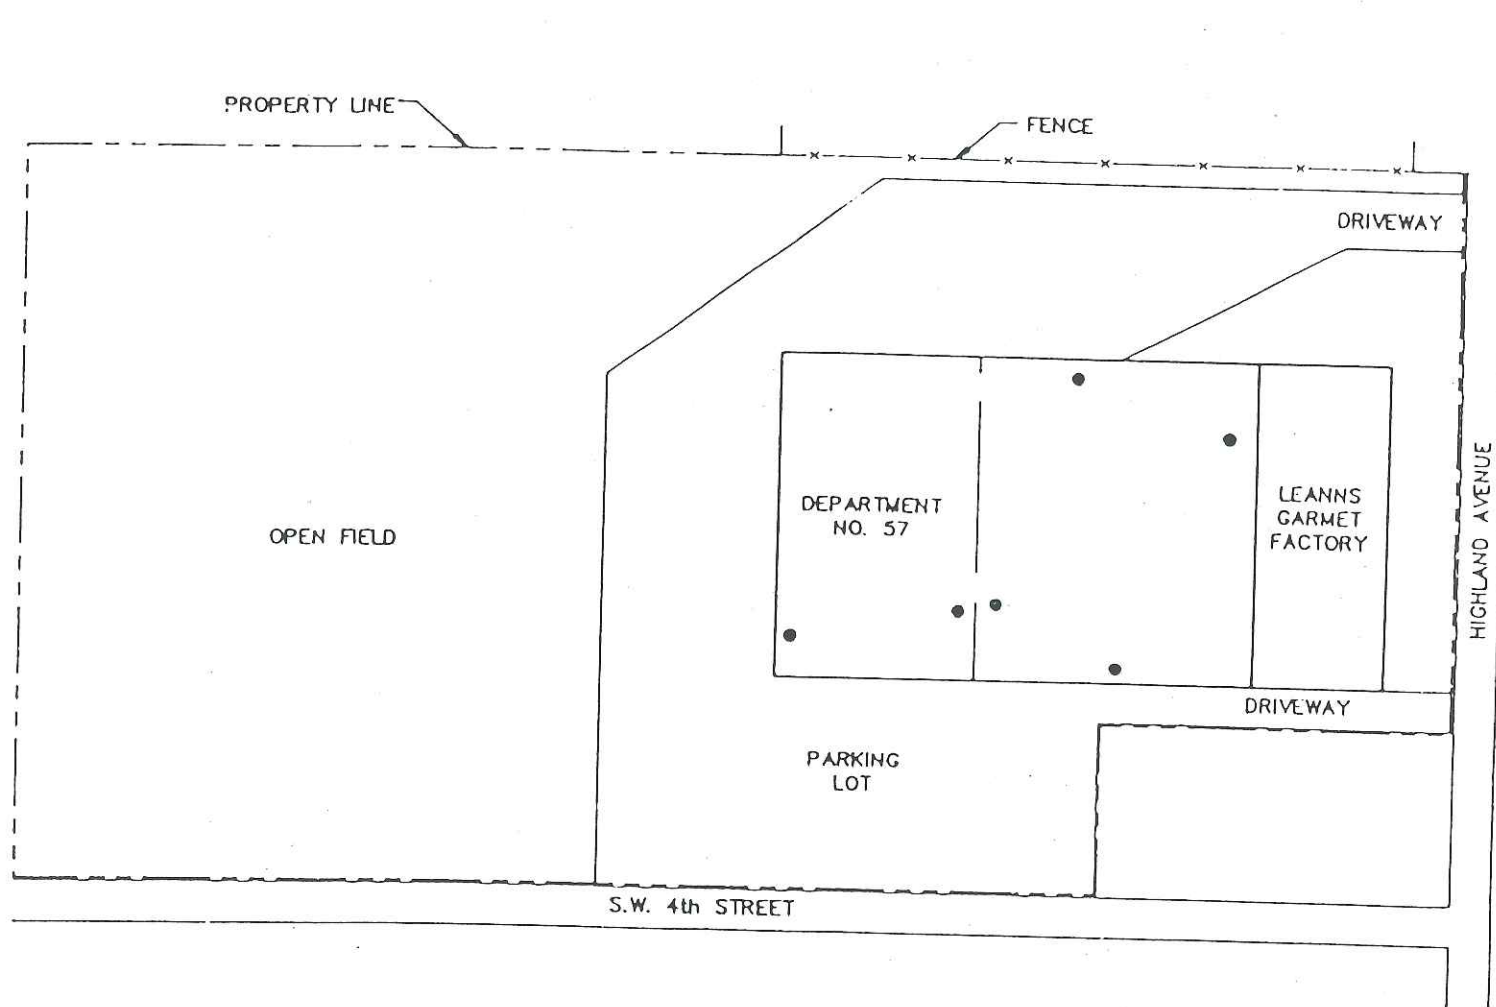 PROPERTY LINE
FENCE
DRIVEWAY
DEPARTMENT
NO. 57
LEANNS
GARMET
FACTORY
OPEN FIELD
HIGHLAND AVENUE
DRIVEWAY
PARKING
LOT
S.W. 4th STREET